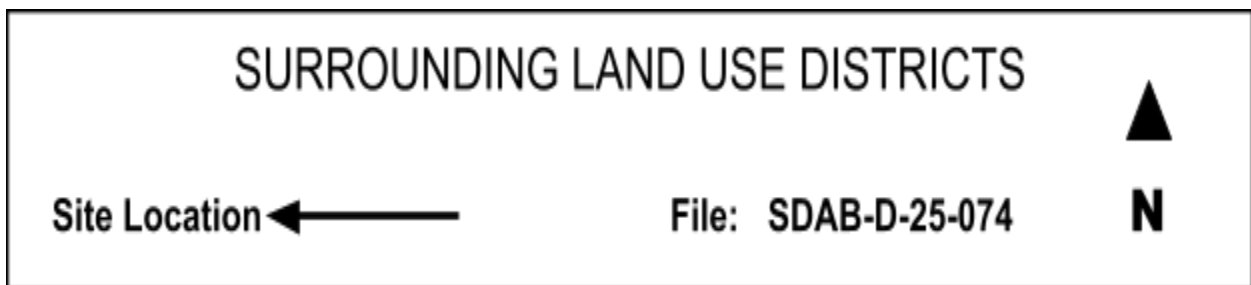 SURROUNDING LAND USE DISTRICTS
Site Location File: SDAB-D-25-074 N